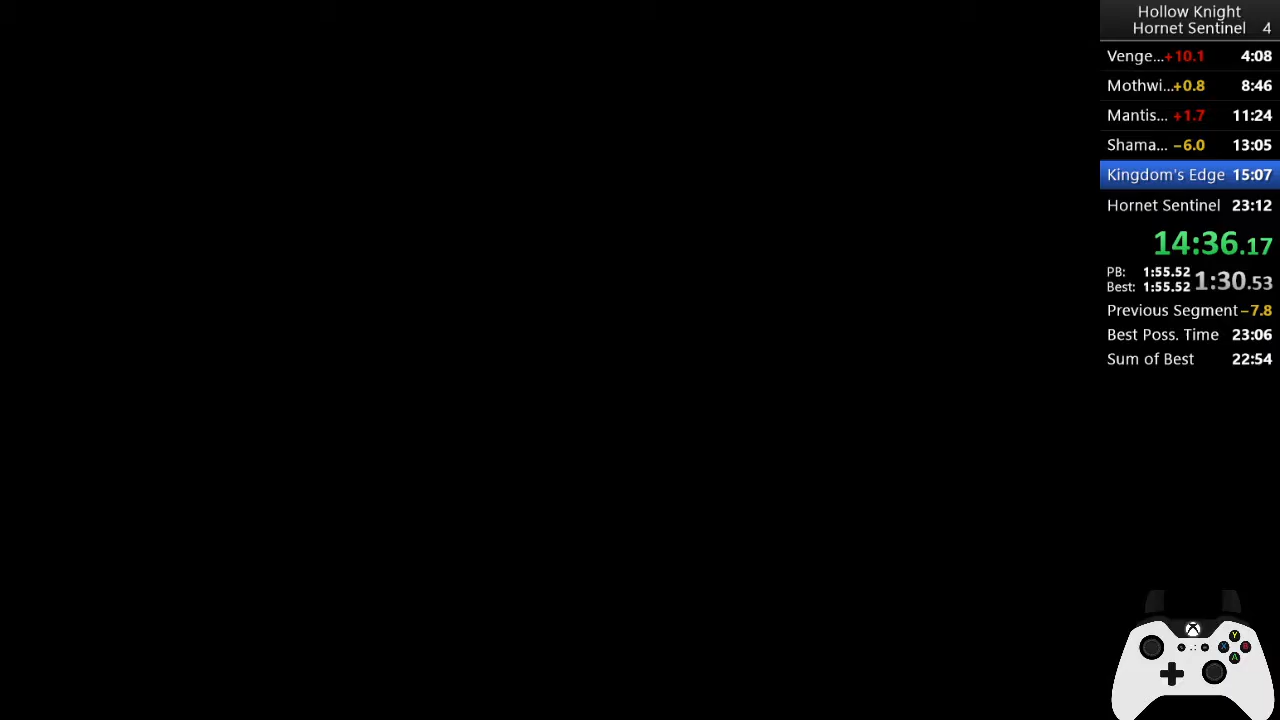 Hollow Knight
Hornet Sentinel 4
Venge... +10.1 4:08
Mothwi... +0.8 8:46
Mantis... +1.7 11:24
Shama... −6.0 13:05
Kingdom's Edge 15:07
Hornet Sentinel 23:12
14:36.17
PB: 1:55.52
Best: 1:55.52 1:30.53
Previous Segment −7.8
Best Poss. Time 23:06
Sum of Best 22:54
Y
X B
A